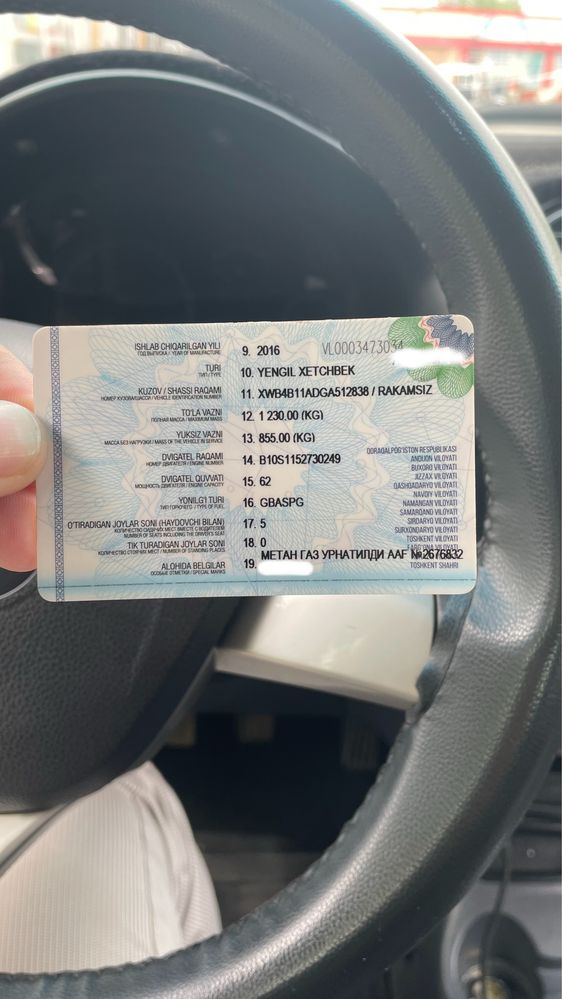 ISHLAB CHIQARILGAN YILI 9. 2016 VL0003473034
ГОД ВЫПУСКА / YEAR OF MANUFACTURE
TURI 10. YENGIL XETCHBEK
ТИП / TYPE
KUZOV / SHASSI RAQAMI 11. XWB4B11ADGA512838 / RAKAMSIZ
НОМЕР КУЗОВА/ШАССИ / VEHICLE IDENTIFICATION NUMBER
TO'LA VAZNI 12. 1 230.00 (KG)
ПОЛНАЯ МАССА / MAXIMUM MASS
YUKSIZ VAZNI 13. 855.00 (KG)
МАССА БЕЗ НАГРУЗКИ / MASS OF THE VEHICLE IN SERVICE
DVIGATEL RAQAMI 14. B10S1152730249
НОМЕР ДВИГАТЕЛЯ / ENGINE NUMBER
DVIGATEL QUVVATI 15. 62
МОЩНОСТЬ ДВИГАТЕЛЯ / ENGINE CAPACITY
YONILG'I TURI 16. GBASPG
ТИП ГОРЮЧЕГО / TYPE OF FUEL
O'TIRADIGAN JOYLAR SONI (HAYDOVCHI BILAN) 17. 5
КОЛИЧЕСТВО СИДЯЧИХ МЕСТ ВМЕСТЕ С ВОДИТЕЛЕМ
NUMBER OF SEATS INCLUDING THE DRIVER'S SEAT
TIK TURADIGAN JOYLAR SONI 18. 0
КОЛИЧЕСТВО СТОЯЧИХ МЕСТ / NUMBER OF STANDING PLACES
МЕТАН ГАЗ УРНАТИЛДИ ААF №2676832
ALOHIDA BELGILAR 19.
ОСОБЫЕ ОТМЕТКИ / SPECIAL MARKS
QORAQALPOG'ISTON RESPUBLIKASI
ANDIJON VILOYATI
BUXORO VILOYATI
JIZZAX VILOYATI
QASHQADARYO VILOYATI
NAVOIY VILOYATI
NAMANGAN VILOYATI
SAMARQAND VILOYATI
SIRDARYO VILOYATI
SURXONDARYO VILOYATI
TOSHKENT VILOYATI
FARG'ONA VILOYATI
TOSHKENT SHAHRI